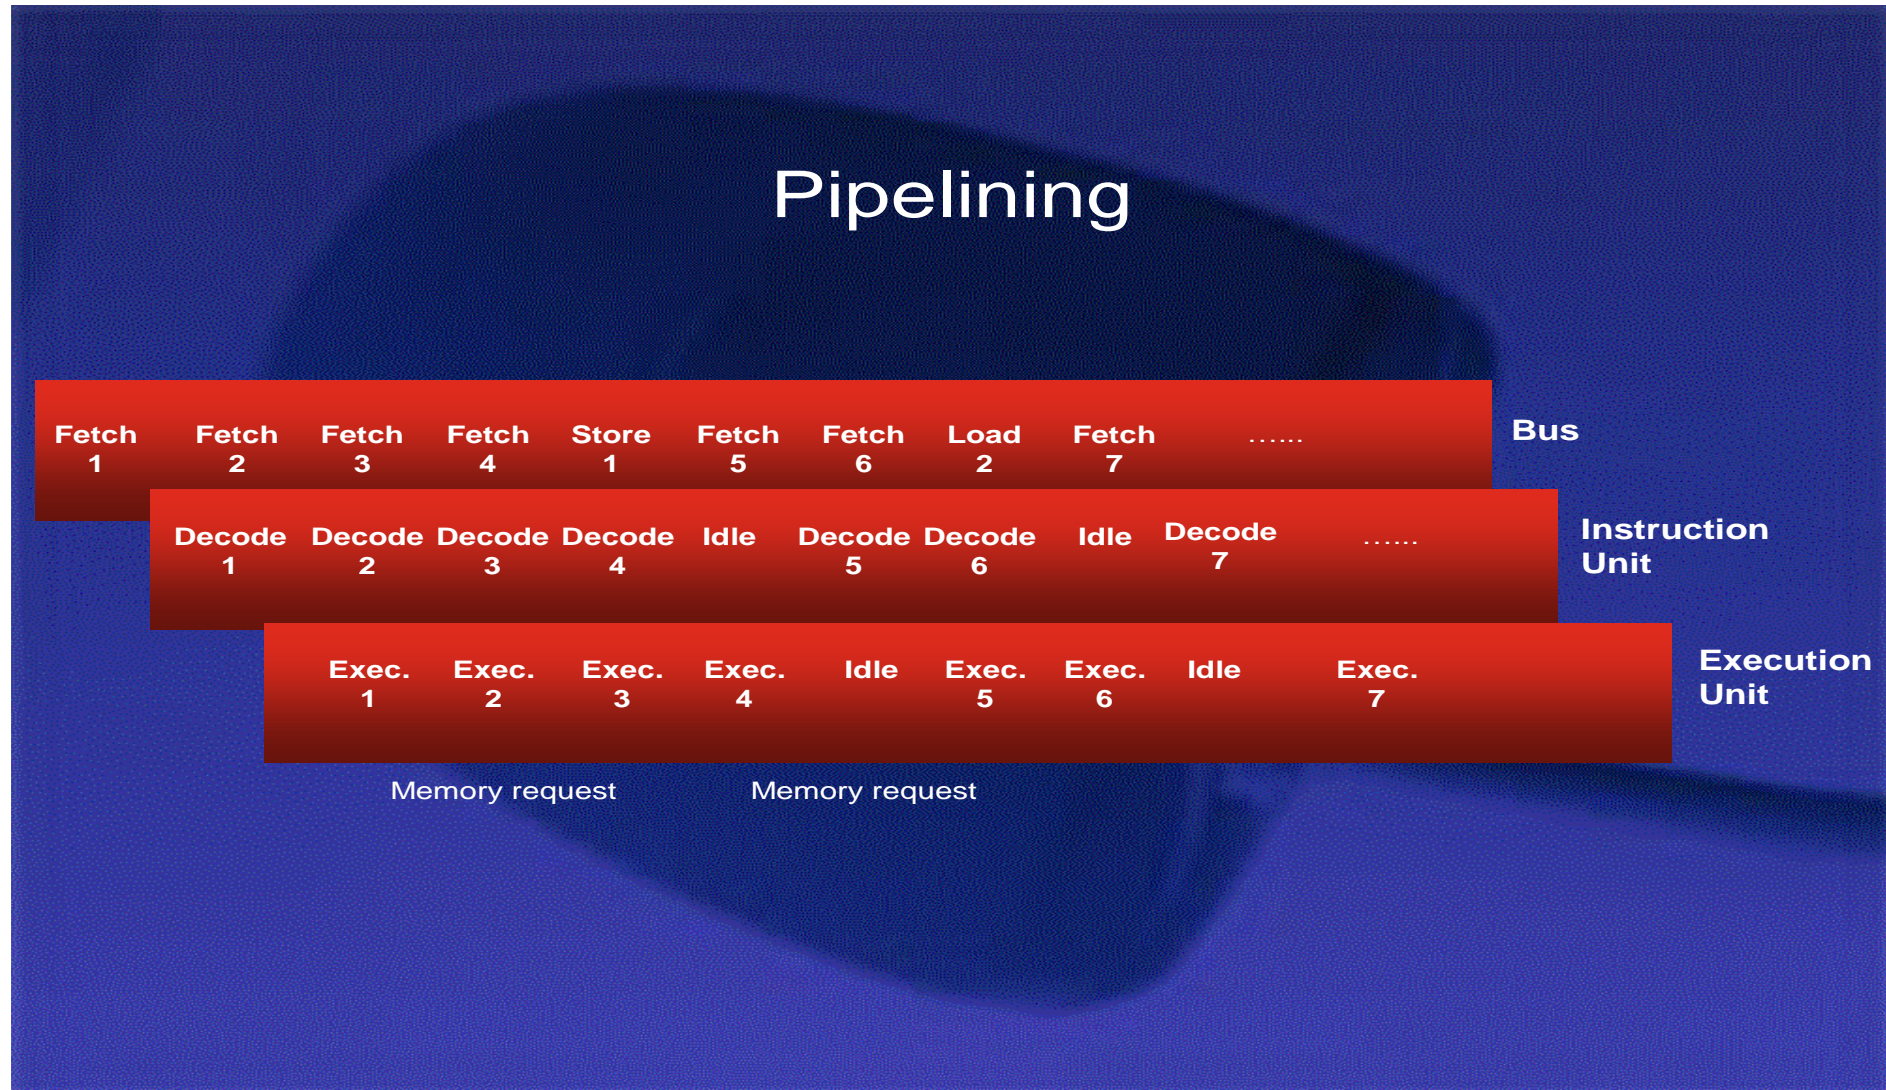 Pipelining
Fetch Fetch Fetch Fetch Store Fetch Fetch Load Fetch ……
1 2 3 4 1 5 6 2 7
Bus
Decode Decode Decode Decode Idle Decode Decode Idle Decode ……
1 2 3 4 5 6 7
Instruction
Unit
Exec. Exec. Exec. Exec. Idle Exec. Exec. Idle Exec.
1 2 3 4 5 6 7
Execution
Unit
Memory request Memory request